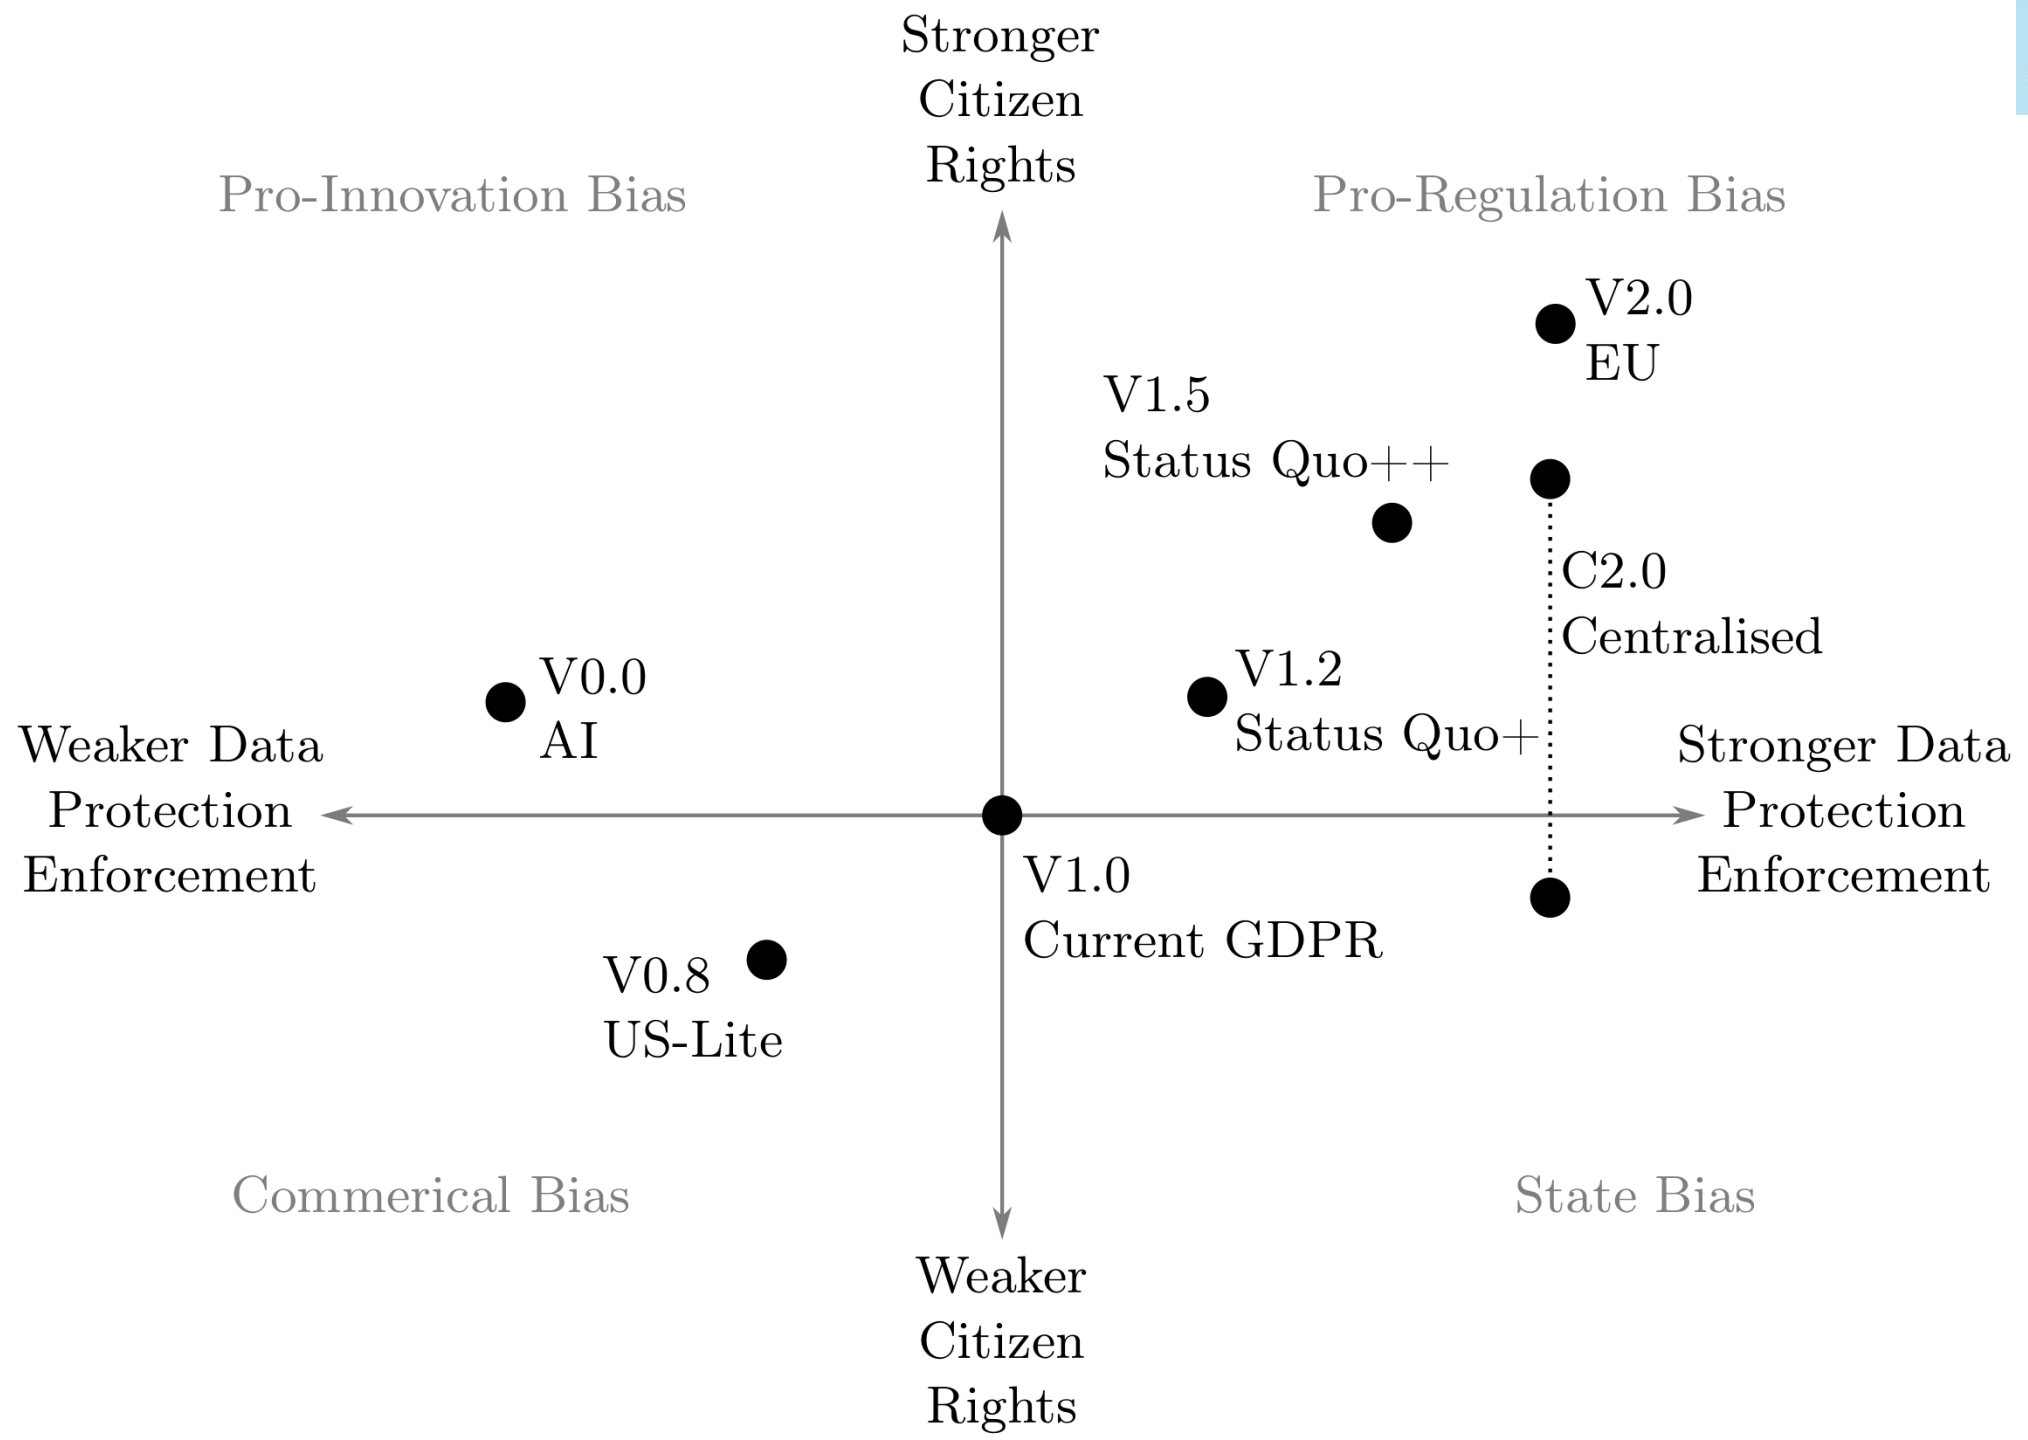 Stronger
Citizen
Rights
Pro-Innovation Bias
Pro-Regulation Bias
V2.0
EU
V1.5
Status Quo++
C2.0
Centralised
V0.0
AI
V1.2
Status Quo+
Weaker Data
Protection
Enforcement
Stronger Data
Protection
Enforcement
V1.0
Current GDPR
V0.8
US-Lite
Commerical Bias
State Bias
Weaker
Citizen
Rights